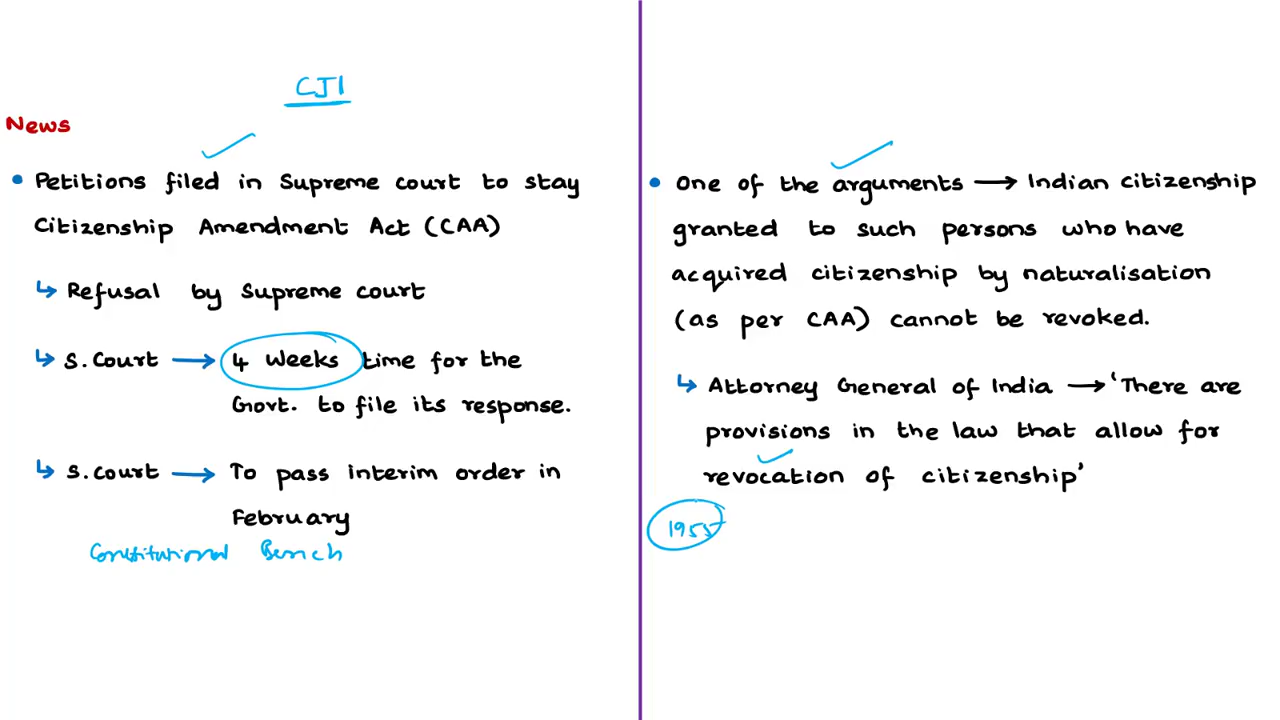 CJI
News
• Petitions filed in Supreme court to stay
Citizenship Amendment Act (CAA)
↳ Refusal by Supreme court
↳ S. Court → 4 weeks time for the
Govt. to file its response.
↳ S. court → To pass interim order in
February
Constitutional Bench
• One of the arguments → Indian citizenship
granted to such persons who have
acquired citizenship by naturalisation
(as per CAA) cannot be revoked.
↳ Attorney General of India → 'There are
provisions in the law that allow for
revocation of citizenship'
1955